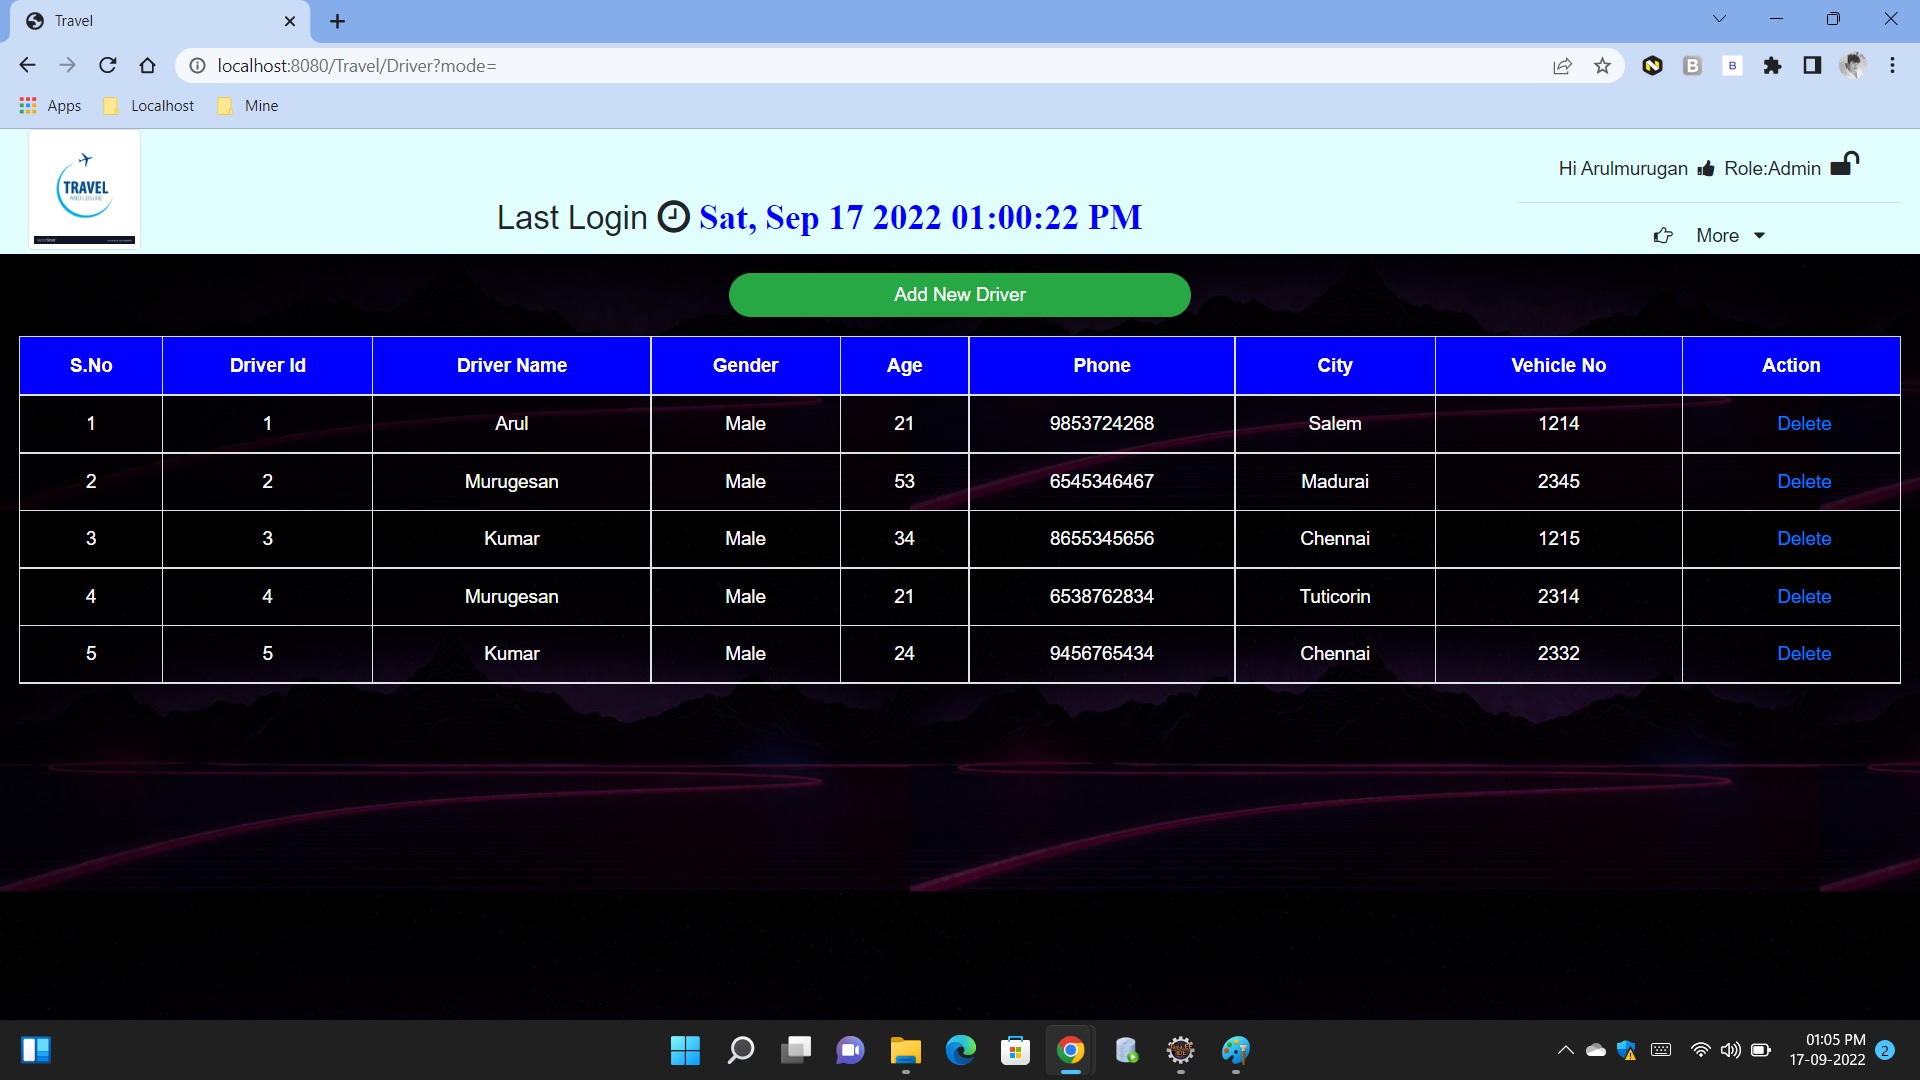 Travel
localhost:8080/Travel/Driver?mode=
Apps Localhost Mine
TRAVEL
AND LEISURE
Hi Arulmurugan Role:Admin
Last Login Sat, Sep 17 2022 01:00:22 PM
More
Add New Driver
S.No Driver Id Driver Name Gender Age Phone City Vehicle No Action
1 1 Arul Male 21 9853724268 Salem 1214 Delete
2 2 Murugesan Male 53 6545346467 Madurai 2345 Delete
3 3 Kumar Male 34 8655345656 Chennai 1215 Delete
4 4 Murugesan Male 21 6538762834 Tuticorin 2314 Delete
5 5 Kumar Male 24 9456765434 Chennai 2332 Delete
01:05 PM
17-09-2022 2